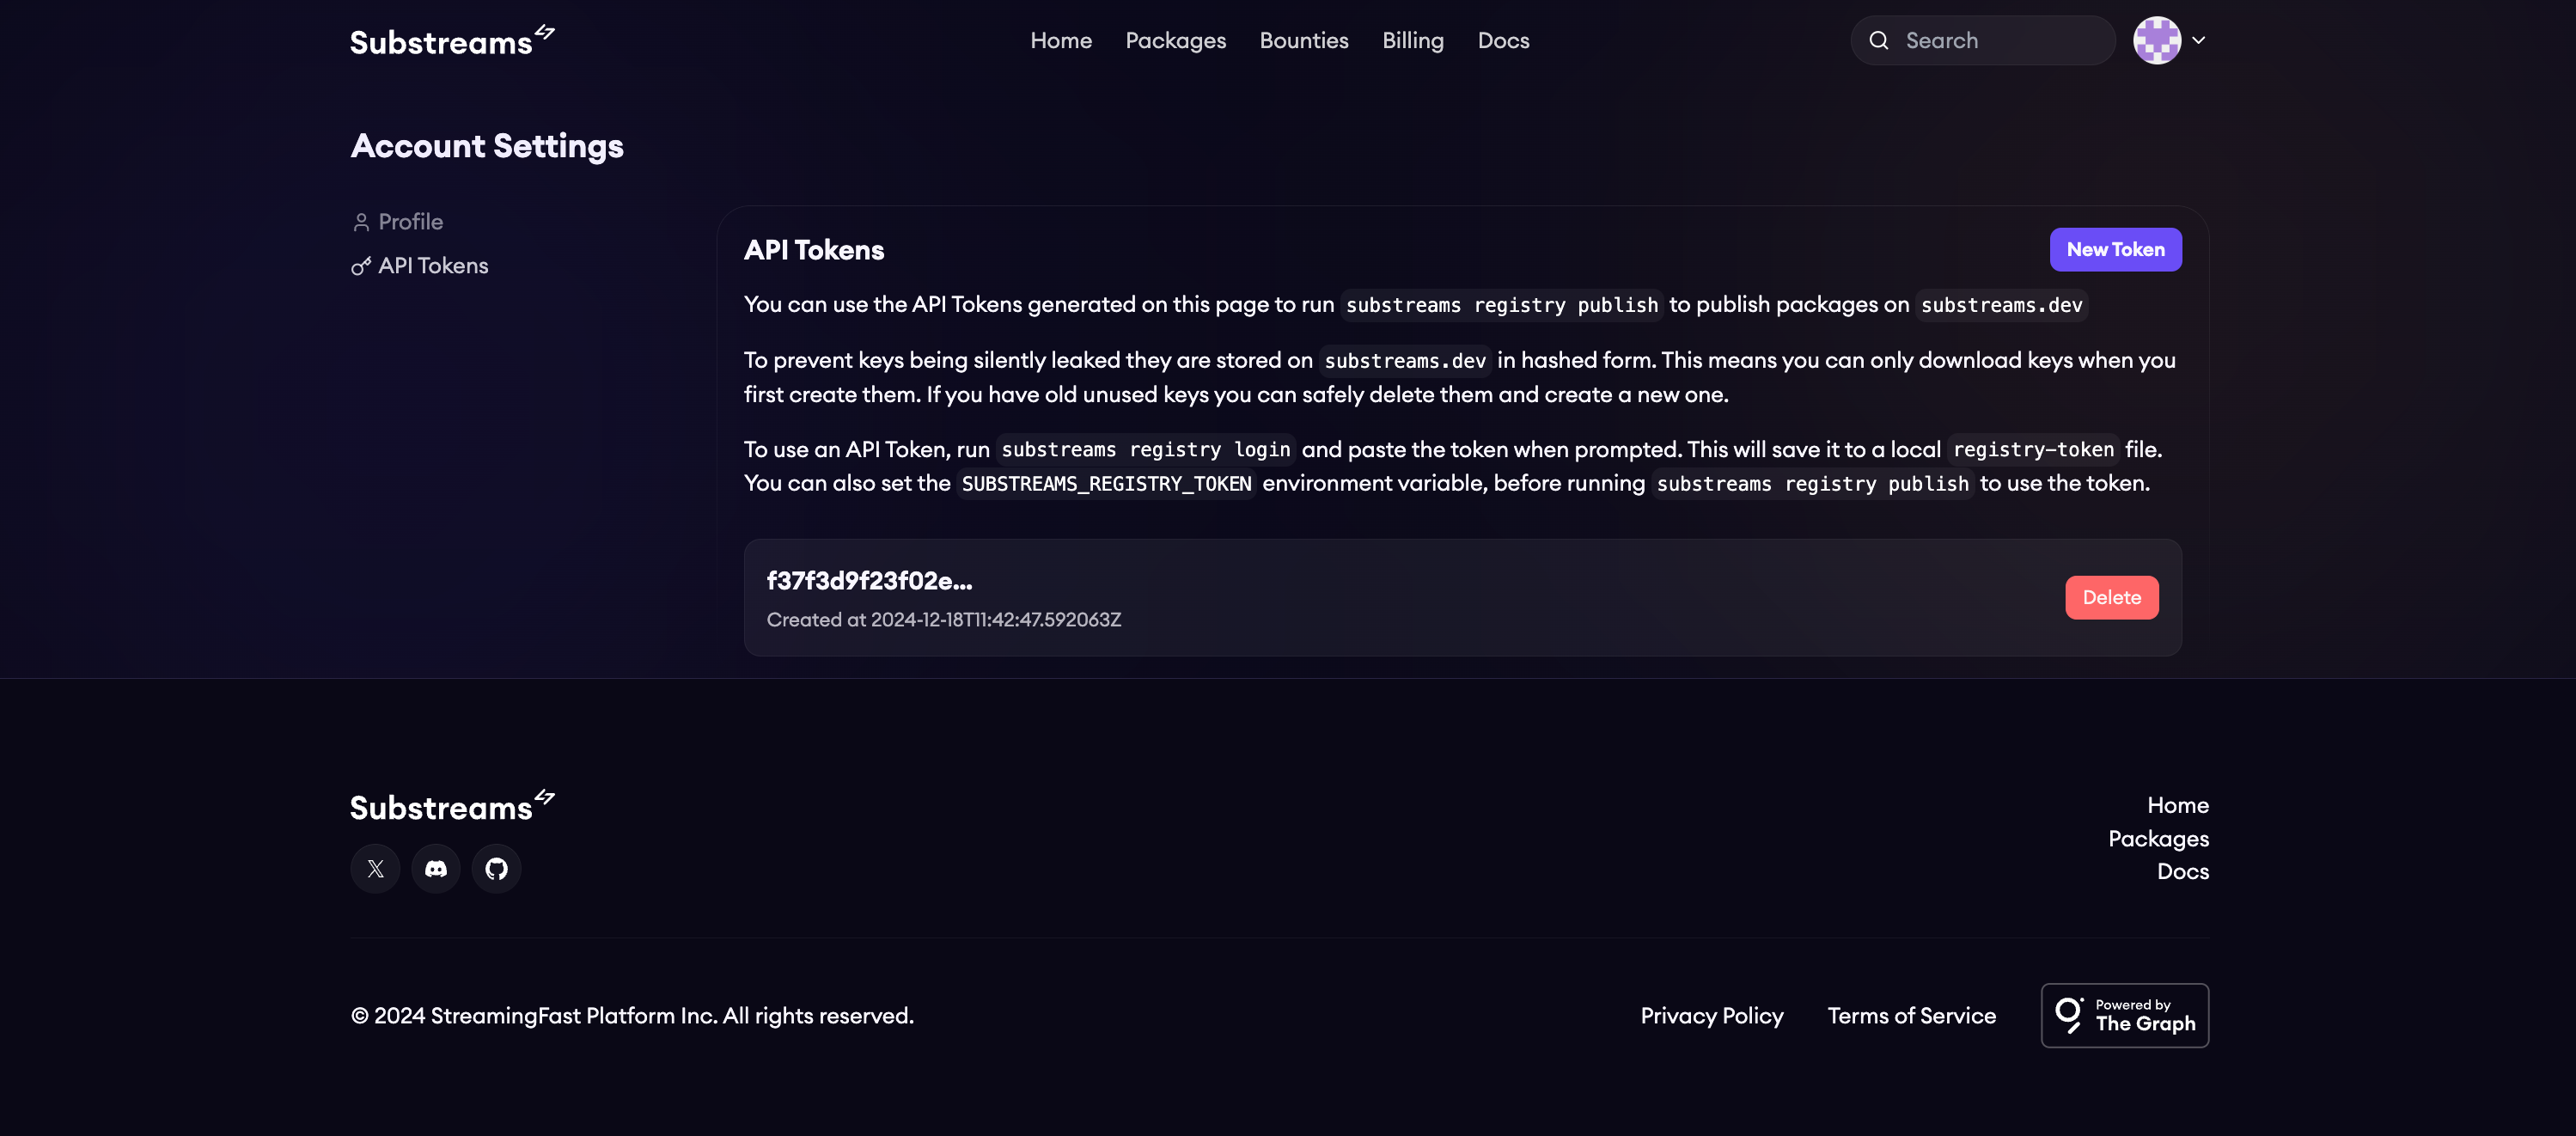 Substreams
Home
Packages
Bounties
Billing
Docs
Search
Account Settings
Profile
API Tokens
API Tokens
New Token
You can use the API Tokens generated on this page to run substreams registry publish to publish packages on substreams.dev
To prevent keys being silently leaked they are stored on substreams.dev in hashed form. This means you can only download keys when you
first create them. If you have old unused keys you can safely delete them and create a new one.
To use an API Token, run substreams registry login and paste the token when prompted. This will save it to a local registry-token file.
You can also set the SUBSTREAMS_REGISTRY_TOKEN environment variable, before running substreams registry publish to use the token.
f37f3d9f23f02e...
Created at 2024-12-18T11:42:47.592063Z
Delete
Substreams
Home
Packages
Docs
© 2024 StreamingFast Platform Inc. All rights reserved.
Privacy Policy
Terms of Service
Powered by
The Graph